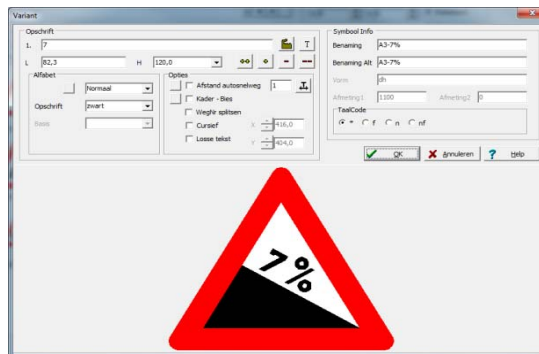 Variant
Opschrift
1. 7
T
L 82,3 H 120,0
Alfabet
Normaal
Opschrift zwart
Basis
Opties
Afstand autosnelweg 1
Kader - Bies
WegNr splitsen
Cursief X 416,0
Losse tekst Y 404,0
Symbool Info
Benaming A3-7%
Benaming Alt A3-7%
Vorm dh
Afmeting1 1100 Afmeting2 0
TaalCode
* f n nf
OK Annuleren ? Help
7%